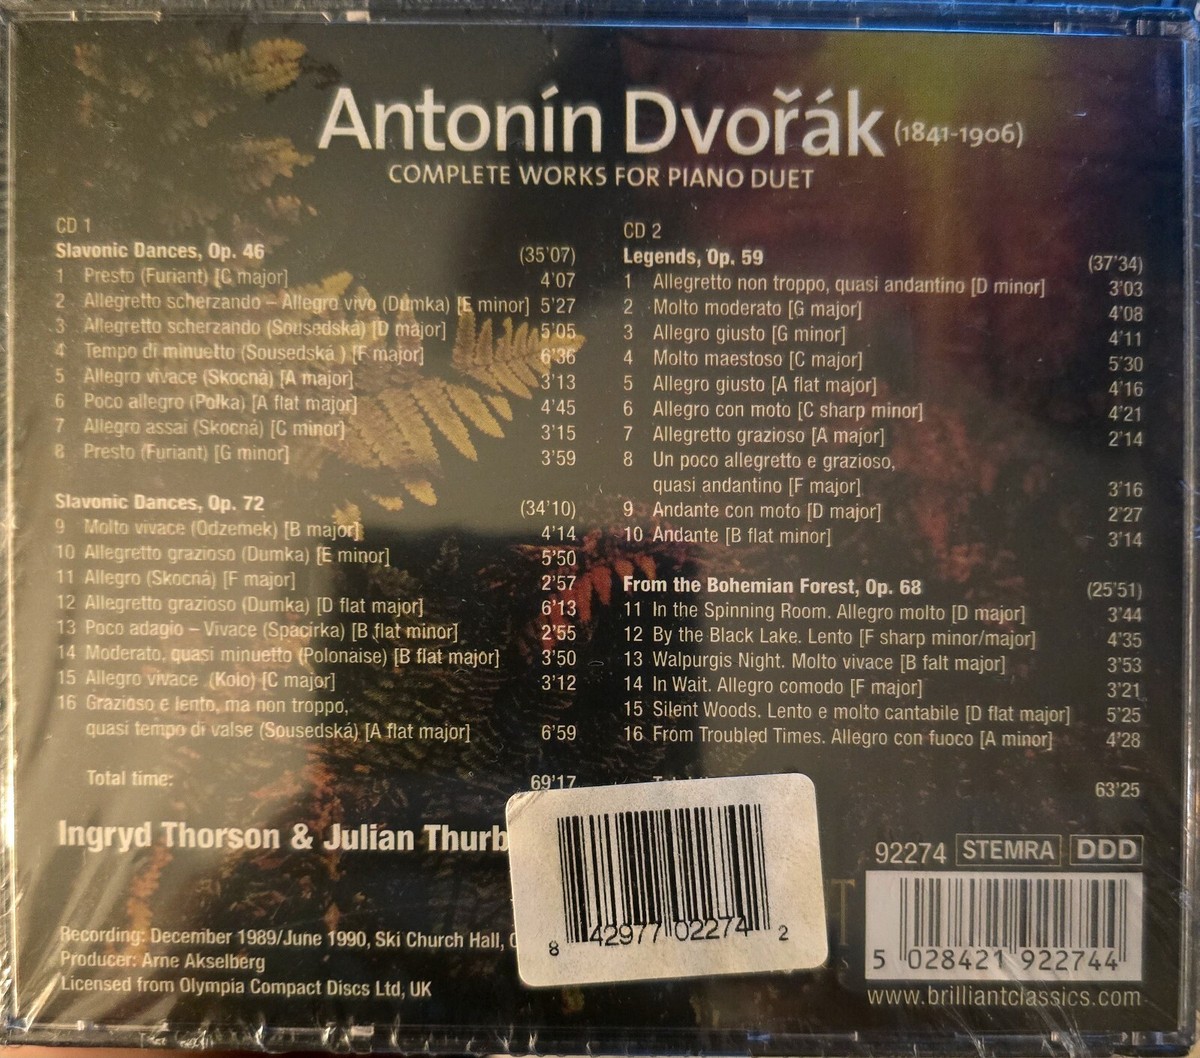 Antonín Dvořák (1841-1906)
COMPLETE WORKS FOR PIANO DUET
CD 1
Slavonic Dances, Op. 46 (35'07)
1 Presto (Furiant) [C major] 4'07
2 Allegretto scherzando – Allegro vivo (Dumka) [E minor] 5'27
3 Allegretto scherzando (Sousedská) [D major] 5'05
4 Tempo di minuetto (Sousedská ) [F major] 6'36
5 Allegro vivace (Skocná) [A major] 3'13
6 Poco allegro (Polka) [A flat major] 4'45
7 Allegro assai (Skocná) [C minor] 3'15
8 Presto (Furiant) [G minor] 3'59
Slavonic Dances, Op. 72 (34'10)
9 Molto vivace (Odzemek) [B major] 4'14
10 Allegretto grazioso (Dumka) [E minor] 5'50
11 Allegro (Skocná) [F major] 2'57
12 Allegretto grazioso (Dumka) [D flat major] 6'13
13 Poco adagio – Vivace (Spacirka) [B flat minor] 2'55
14 Moderato, quasi minuetto (Polonaise) [B flat major] 3'50
15 Allegro vivace (Kolo) [C major] 3'12
16 Grazioso e lento, ma non troppo,
quasi tempo di valse (Sousedská) [A flat major] 6'59
Total time: 69'17
CD 2
Legends, Op. 59 (37'34)
1 Allegretto non troppo, quasi andantino [D minor] 3'03
2 Molto moderato [G major] 4'08
3 Allegro giusto [G minor] 4'11
4 Molto maestoso [C major] 5'30
5 Allegro giusto [A flat major] 4'16
6 Allegro con moto [C sharp minor] 4'21
7 Allegretto grazioso [A major] 2'14
8 Un poco allegretto e grazioso,
quasi andantino [F major] 3'16
9 Andante con moto [D major] 2'27
10 Andante [B flat minor] 3'14
From the Bohemian Forest, Op. 68 (25'51)
11 In the Spinning Room. Allegro molto [D major] 3'44
12 By the Black Lake. Lento [F sharp minor/major] 4'35
13 Walpurgis Night. Molto vivace [B falt major] 3'53
14 In Wait. Allegro comodo [F major] 3'21
15 Silent Woods. Lento e molto cantabile [D flat major] 5'25
16 From Troubled Times. Allegro con fuoco [A minor] 4'28
63'25
Ingryd Thorson & Julian Thurb
Recording: December 1989/June 1990, Ski Church Hall,
Producer: Arne Akselberg
Licensed from Olympia Compact Discs Ltd, UK
8 42977 02274 2
92274 STEMRA DDD
5 028421 922744
www.brilliantclassics.com